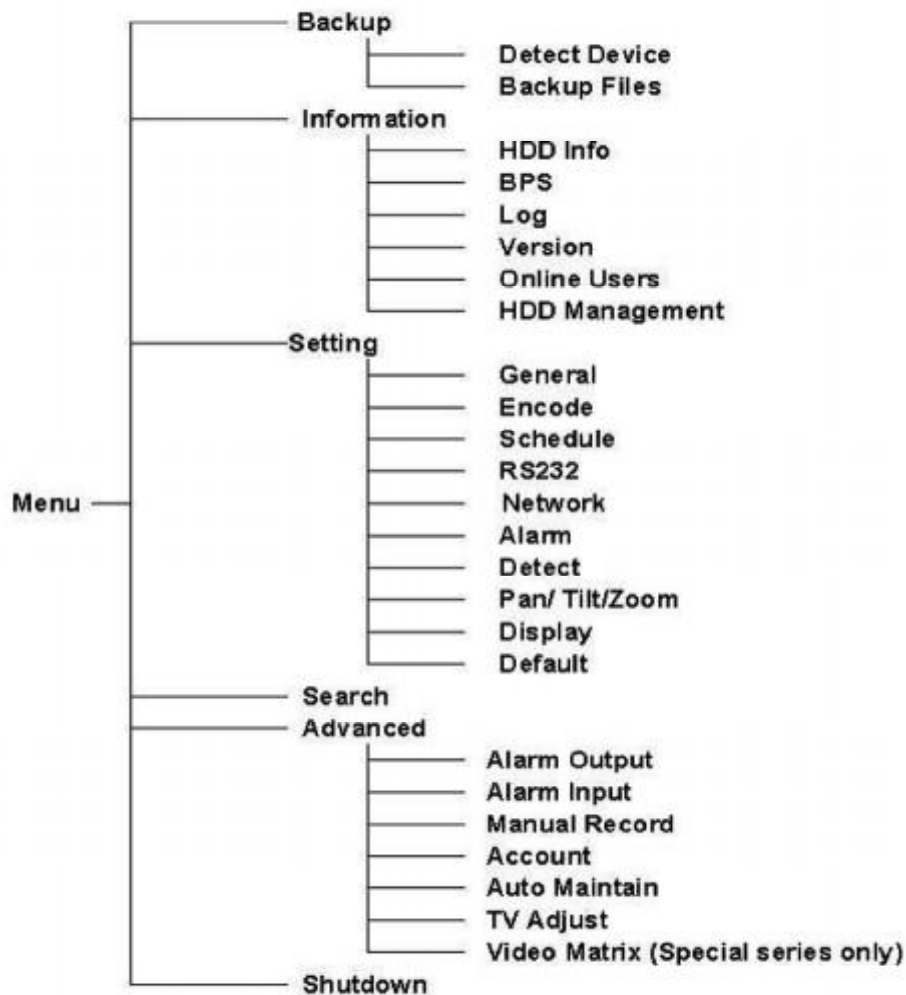 Backup
Detect Device
Backup Files
Information
HDD Info
BPS
Log
Version
Online Users
HDD Management
Setting
General
Encode
Schedule
RS232
Menu
Network
Alarm
Detect
Pan/ Tilt/Zoom
Display
Default
Search
Advanced
Alarm Output
Alarm Input
Manual Record
Account
Auto Maintain
TV Adjust
Video Matrix (Special series only)
Shutdown